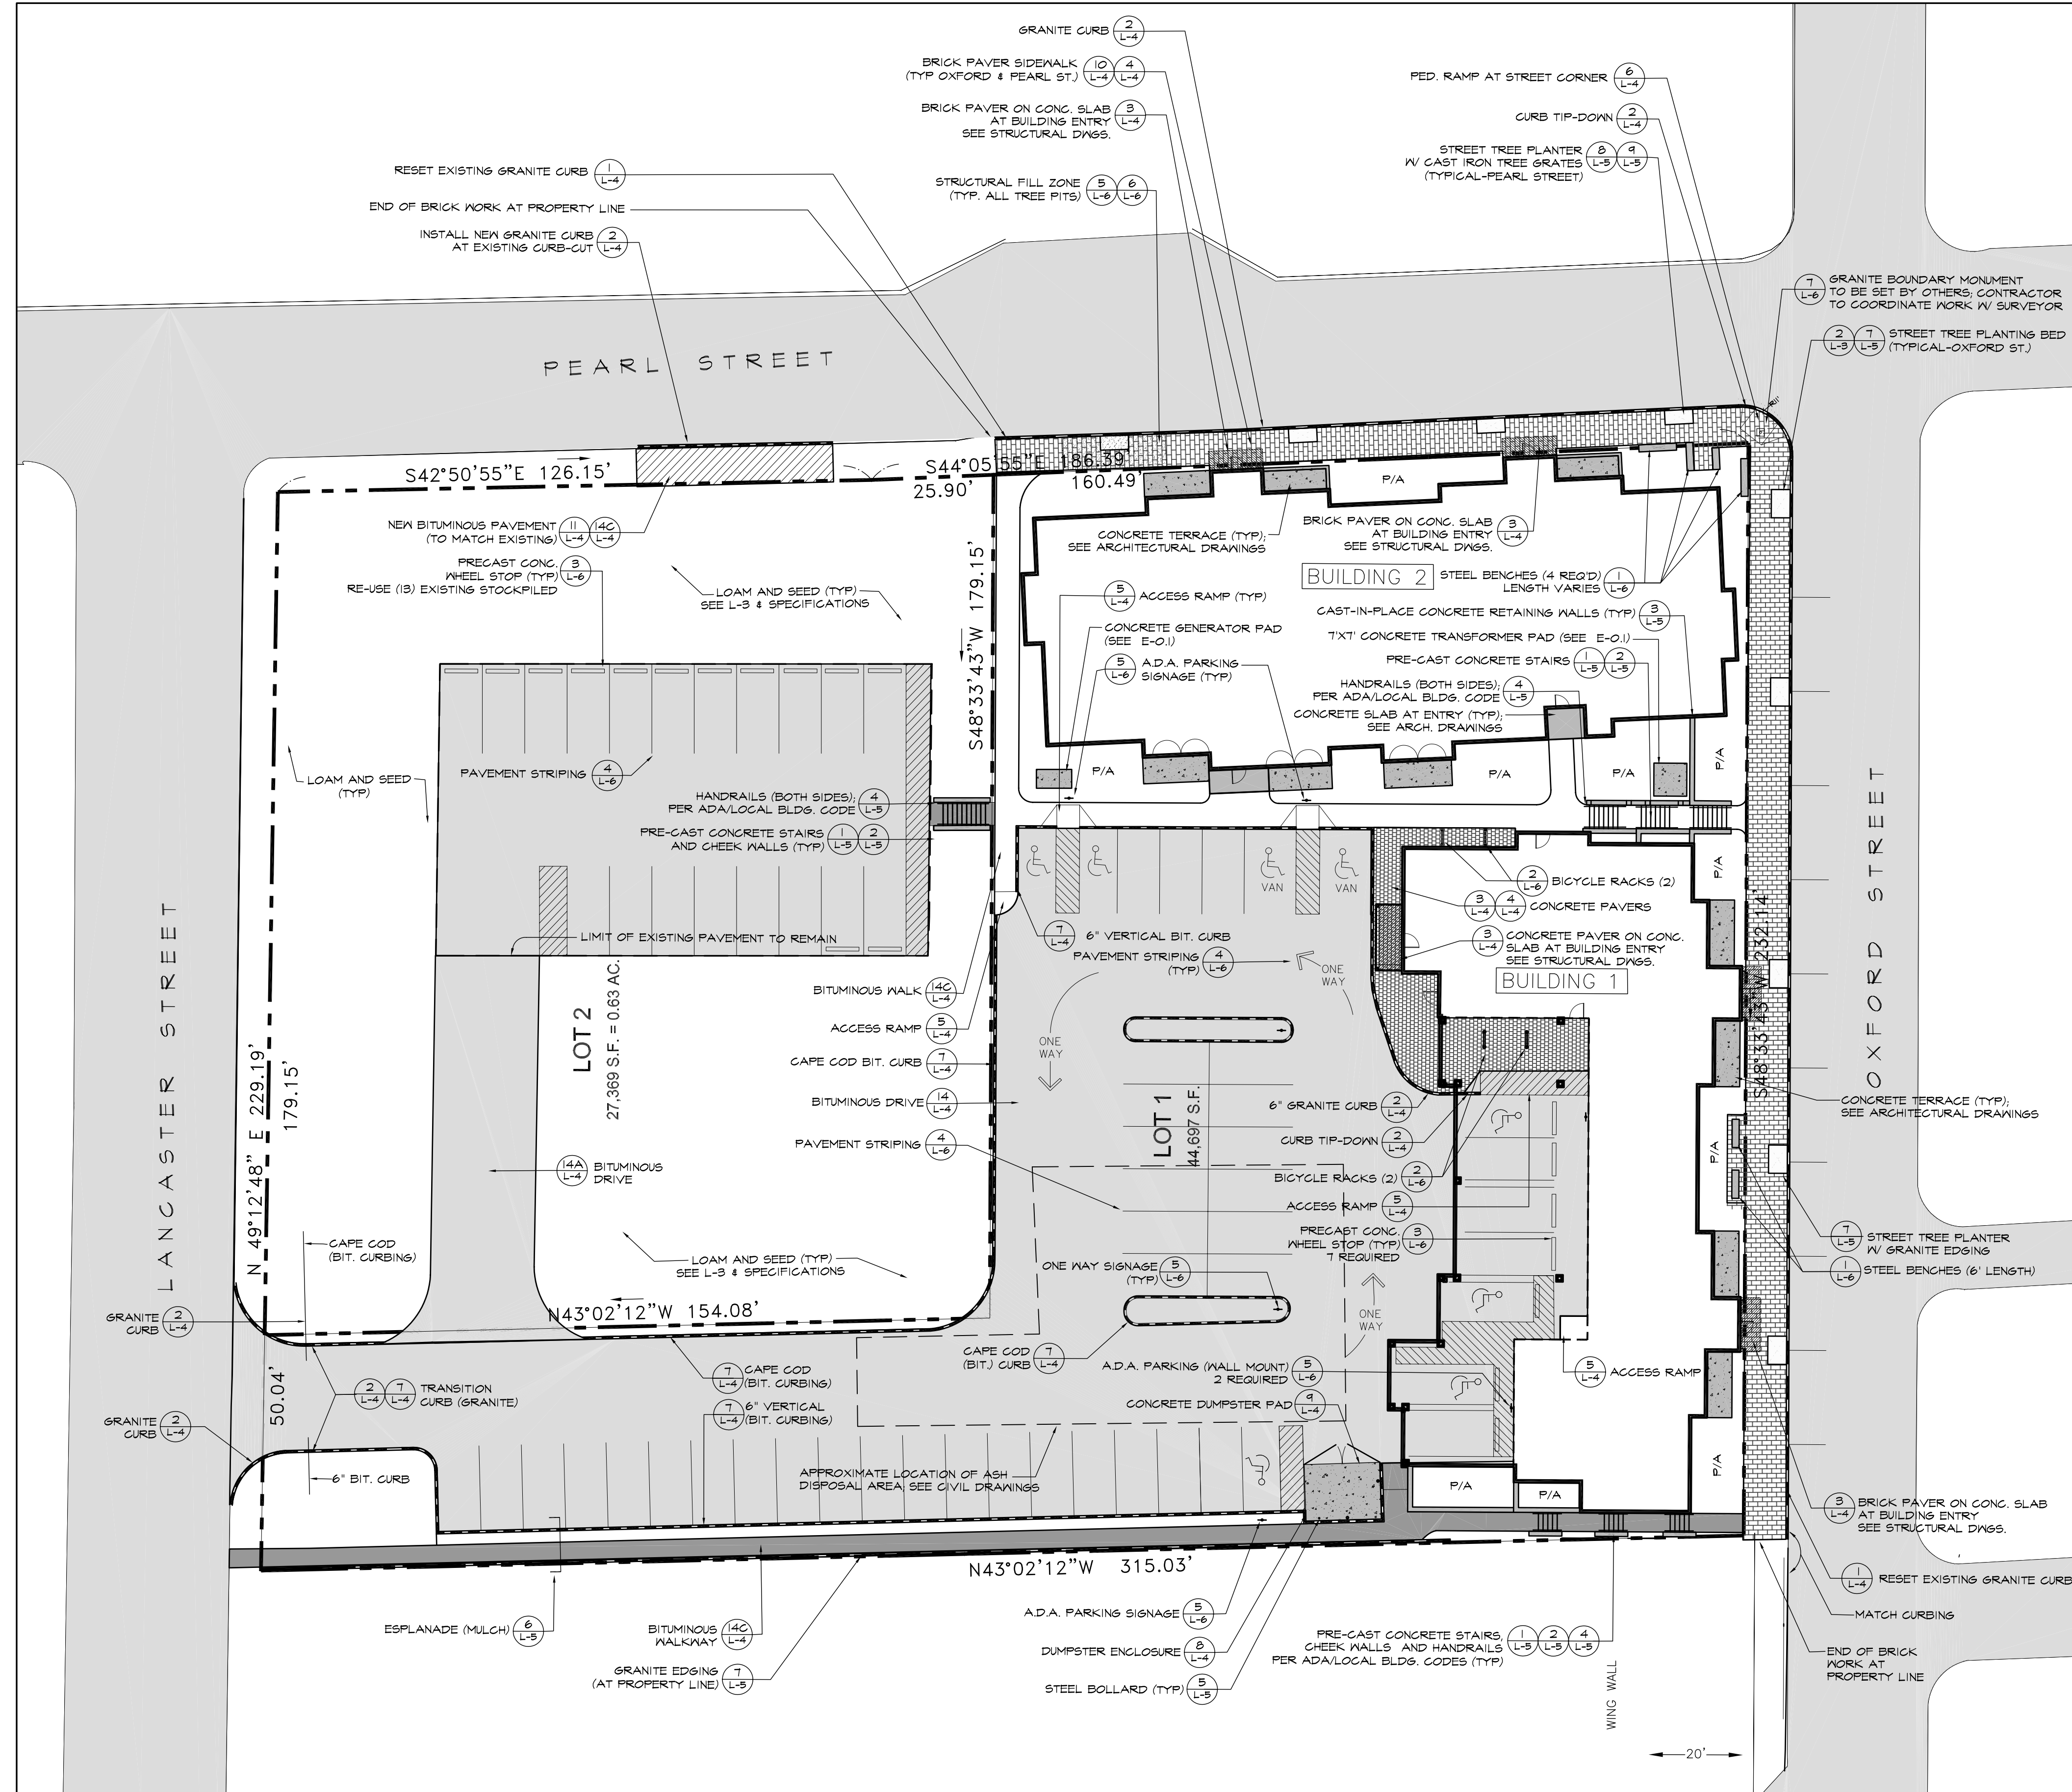 GRANITE CURB 2 L-4
BRICK PAVER SIDEWALK 10 L-4 4 L-4
(TYP OXFORD & PEARL ST.)
BRICK PAVER ON CONC. SLAB 3 L-4
AT BUILDING ENTRY
SEE STRUCTURAL DWGS.
STRUCTURAL FILL ZONE 5 L-6 6 L-6
(TYP. ALL TREE PITS)
PED. RAMP AT STREET CORNER 6 L-4
CURB TIP-DOWN 2 L-4
STREET TREE PLANTER 8 L-5 9 L-5
W/ CAST IRON TREE GRATES
(TYPICAL-PEARL STREET)
RESET EXISTING GRANITE CURB 1 L-4
END OF BRICK WORK AT PROPERTY LINE
INSTALL NEW GRANITE CURB 2 L-4
AT EXISTING CURB-CUT
7 L-6 GRANITE BOUNDARY MONUMENT
TO BE SET BY OTHERS; CONTRACTOR
TO COORDINATE WORK W/ SURVEYOR
2 L-3 7 L-5 STREET TREE PLANTING BED
(TYPICAL-OXFORD ST.)
PEARL STREET
S42°50'55"E 126.15'
S44°05'55"E 186.39'
25.90'
160.49'
P/A
NEW BITUMINOUS PAVEMENT 11 L-4 14C L-4
(TO MATCH EXISTING)
PRECAST CONC. 3 L-6
WHEEL STOP (TYP)
RE-USE (13) EXISTING STOCKPILED
LOAM AND SEED (TYP)
SEE L-3 & SPECIFICATIONS
S48°33'43"W 179.15'
CONCRETE TERRACE (TYP);
SEE ARCHITECTURAL DRAWINGS
BRICK PAVER ON CONC. SLAB 3 L-4
AT BUILDING ENTRY
SEE STRUCTURAL DWGS.
BUILDING 2
STEEL BENCHES (4 REQ'D) 1 L-6
LENGTH VARIES
5 L-4 ACCESS RAMP (TYP)
CONCRETE GENERATOR PAD
(SEE E-0.1)
5 L-6 A.D.A. PARKING
SIGNAGE (TYP)
CAST-IN-PLACE CONCRETE RETAINING WALLS (TYP) 3 L-5
7'X7' CONCRETE TRANSFORMER PAD (SEE E-0.1)
PRE-CAST CONCRETE STAIRS 1 L-5 2 L-5
HANDRAILS (BOTH SIDES); 4 L-5
PER ADA/LOCAL BLDG. CODE
CONCRETE SLAB AT ENTRY (TYP);
SEE ARCH. DRAWINGS
P/A
P/A
P/A
P/A
LOAM AND SEED
(TYP)
PAVEMENT STRIPING 4 L-6
HANDRAILS (BOTH SIDES); 4 L-5
PER ADA/LOCAL BLDG. CODE
PRE-CAST CONCRETE STAIRS 1 L-5 2 L-5
AND CHEEK WALLS (TYP)
LIMIT OF EXISTING PAVEMENT TO REMAIN
VAN
VAN
P/A
2 L-6 BICYCLE RACKS (2)
3 L-4 4 L-4 CONCRETE PAVERS
3 L-4 CONCRETE PAVER ON CONC.
SLAB AT BUILDING ENTRY
SEE STRUCTURAL DWGS.
BUILDING 1
7 L-4 6" VERTICAL BIT. CURB
PAVEMENT STRIPING 4 L-6
(TYP)
ONE
WAY
ONE
WAY
LANCASTER STREET
OXFORD STREET
N 49°12'48" E 229.19'
179.15'
LOT 2
27,369 S.F. = 0.63 AC.
BITUMINOUS WALK 14C L-4
ACCESS RAMP 5 L-4
CAPE COD BIT. CURB 7 L-4
BITUMINOUS DRIVE 14 L-4
PAVEMENT STRIPING 4 L-6
14A L-4 BITUMINOUS
DRIVE
LOT 1
44,697 S.F.
S48°33'43"W 232.14'
6" GRANITE CURB 2 L-4
CURB TIP-DOWN 2 L-4
BICYCLE RACKS (2) 2 L-6
ACCESS RAMP 5 L-4
PRECAST CONC. 3 L-6
WHEEL STOP (TYP)
7 REQUIRED
CONCRETE TERRACE (TYP);
SEE ARCHITECTURAL DRAWINGS
P/A
7 L-5 STREET TREE PLANTER
W/ GRANITE EDGING
1 L-6 STEEL BENCHES (6' LENGTH)
CAPE COD
(BIT. CURBING)
LOAM AND SEED (TYP)
SEE L-3 & SPECIFICATIONS
ONE WAY SIGNAGE 5 L-6
(TYP)
ONE
WAY
GRANITE 2 L-4
CURB
N43°02'12"W 154.08'
CAPE COD 7 L-4
(BIT.) CURB
A.D.A. PARKING (WALL MOUNT) 5 L-6
2 REQUIRED
5 L-4 ACCESS RAMP
50.04'
2 L-4 7 L-4 TRANSITION
CURB (GRANITE)
7 L-4 CAPE COD
(BIT. CURBING)
7 L-4 6" VERTICAL
(BIT. CURBING)
CONCRETE DUMPSTER PAD 9 L-4
GRANITE 2 L-4
CURB
6" BIT. CURB
APPROXIMATE LOCATION OF ASH
DISPOSAL AREA; SEE CIVIL DRAWINGS
P/A
P/A
P/A
3 L-4 BRICK PAVER ON CONC. SLAB
AT BUILDING ENTRY
SEE STRUCTURAL DWGS.
N43°02'12"W 315.03'
1 L-4 RESET EXISTING GRANITE CURB
MATCH CURBING
ESPLANADE (MULCH) 6 L-5
BITUMINOUS 14C L-4
WALKWAY
GRANITE EDGING 7 L-5
(AT PROPERTY LINE)
A.D.A. PARKING SIGNAGE 5 L-6
DUMPSTER ENCLOSURE 8 L-4
STEEL BOLLARD (TYP) 5 L-5
PRE-CAST CONCRETE STAIRS, 1 L-5 2 L-5 4 L-5
CHEEK WALLS AND HANDRAILS
PER ADA/LOCAL BLDG. CODES (TYP)
WING WALL
END OF BRICK
WORK AT
PROPERTY LINE
20'